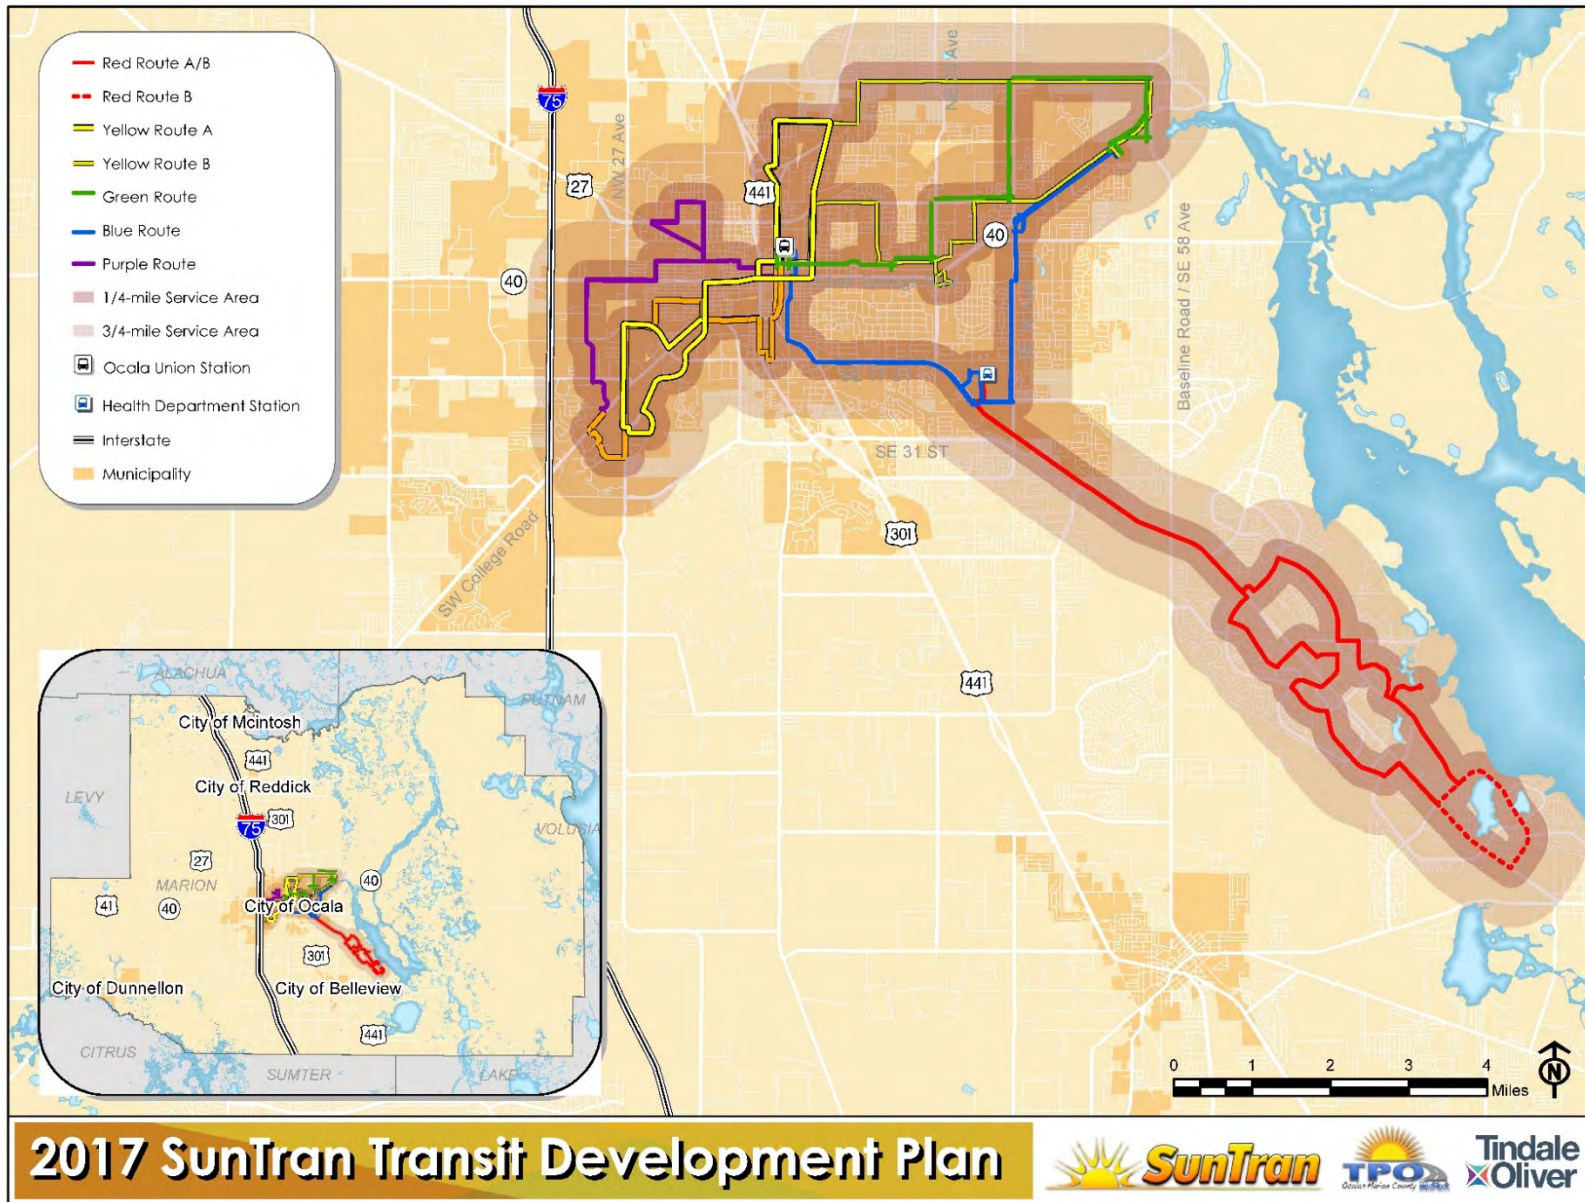 Red Route A/B
Red Route B
Yellow Route A
Yellow Route B
Green Route
Blue Route
Purple Route
1/4-mile Service Area
3/4-mile Service Area
Ocala Union Station
Health Department Station
Interstate
Municipality
75
27
NW 27 Ave
441
40
40
Baseline Road / SE 58 Ave
SE 31 ST
SW College Road
301
441
ALACHUA
PUTNAM
City of Mcintosh
441
City of Reddick
LEVY
75
301
VOLUSIA
27
MARION
40
41
40
City of Ocala
301
City of Dunnellon
City of Belleview
441
CITRUS
SUMTER
LAKE
0 1 2 3 4
Miles
N
2017 SunTran Transit Development Plan
SunTran
TPO
Tindale
Oliver